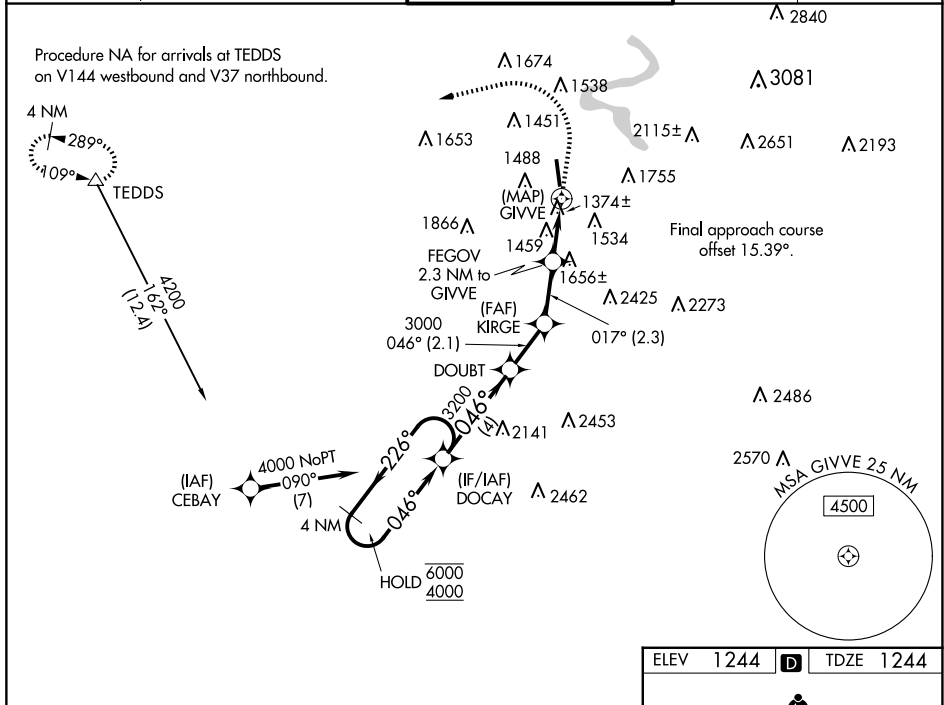 2840
Procedure NA for arrivals at TEDDS
on V144 westbound and V37 northbound.
1674
1538
3081
4 NM
289°
109°
TEDDS
1653
1451
2115±
2651
2193
1488
1755
(MAP)
GIVVE
1374±
1866
1459
1534
Final approach course
offset 15.39°.
FEGOV
2.3 NM to
GIVVE
1656±
4200
162°
(12.4)
2425
2273
(FAF)
KIRGE
3000
046° (2.1)
017° (2.3)
DOUBT
3200
046°
(4)
2141
2453
2486
226°
(IAF)
CEBAY
4000 NoPT
090°
(7)
(IF/IAF)
DOCAY
2462
2570
046°
4 NM
HOLD
6000
4000
MSA GIVVE 25 NM
4500
ELEV 1244 D TDZE 1244